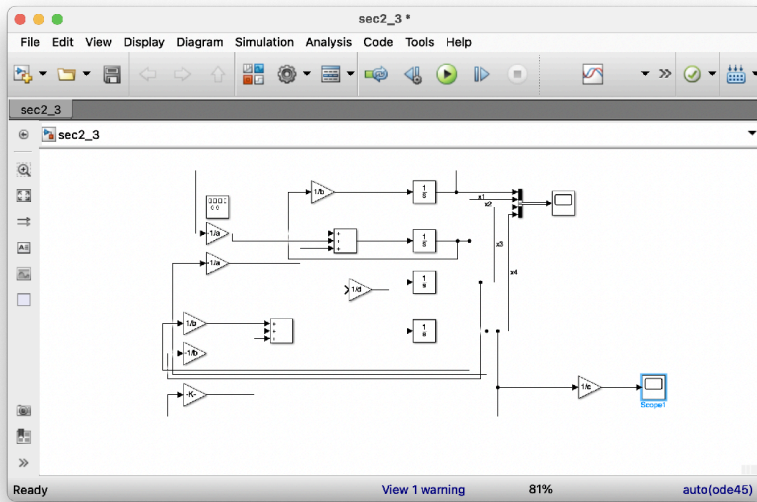 sec2_3 *
File Edit View Display Diagram Simulation Analysis Code Tools Help
sec2_3
sec2_3
1/b
1
s
x1
x2
-1/a
+
+
+
1
s
x3
-1/a
x4
1/d
1
s
1/b
+
+
-
1
s
-1/b
-K-
1/c
Scope1
Ready View 1 warning 81% auto(ode45)